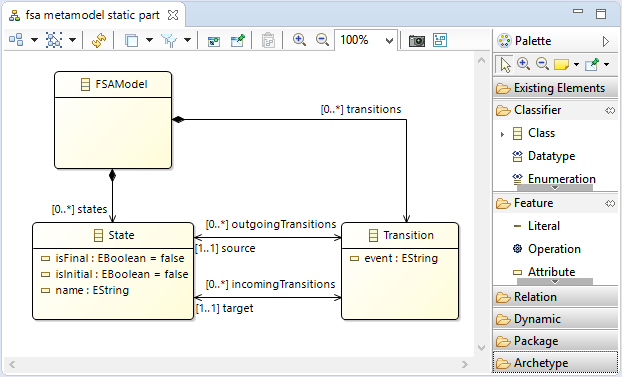 fsa metamodel static part
100%
FSAModel
[0..*] transitions
[0..*] states
State
isFinal : EBoolean = false
isInitial : EBoolean = false
name : EString
[0..*] outgoingTransitions
[1..1] source
[0..*] incomingTransitions
[1..1] target
Transition
event : EString
Palette
Existing Elements
Classifier
Class
Datatype
Enumeration
Feature
Literal
Operation
Attribute
Relation
Dynamic
Package
Archetype